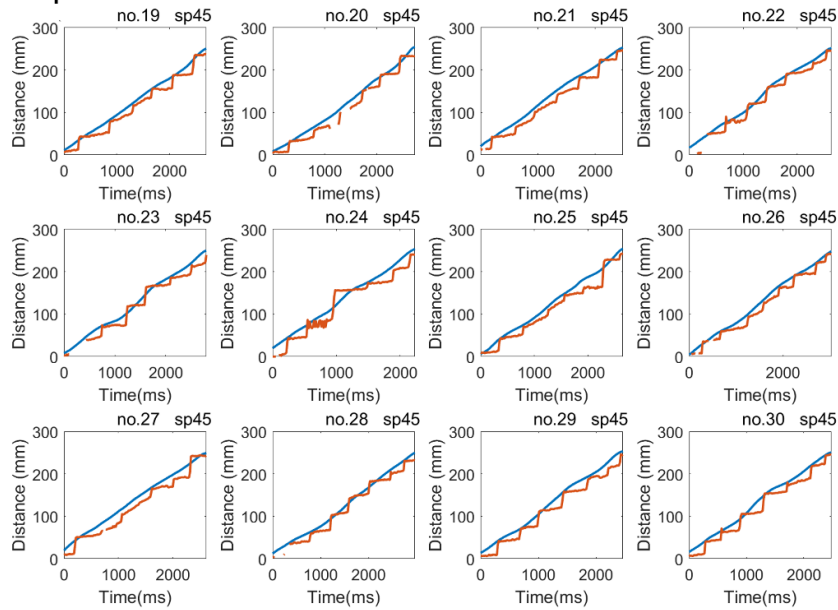 no.19 sp45 no.20 sp45 no.21 sp45 no.22 sp45
300 300 300 300
200 200 200 200
100 100 100 100
0 0 0 0
Distance (mm) Distance (mm) Distance (mm) Distance (mm)
0 1000 2000 0 1000 2000 0 1000 2000 0 1000 2000
Time(ms) Time(ms) Time(ms) Time(ms)
no.23 sp45 no.24 sp45 no.25 sp45 no.26 sp45
300 300 300 300
200 200 200 200
100 100 100 100
0 0 0 0
Distance (mm) Distance (mm) Distance (mm) Distance (mm)
0 1000 2000 0 1000 2000 0 1000 2000 0 1000 2000
Time(ms) Time(ms) Time(ms) Time(ms)
no.27 sp45 no.28 sp45 no.29 sp45 no.30 sp45
300 300 300 300
200 200 200 200
100 100 100 100
0 0 0 0
Distance (mm) Distance (mm) Distance (mm) Distance (mm)
0 1000 2000 0 1000 2000 0 1000 2000 0 1000 2000
Time(ms) Time(ms) Time(ms) Time(ms)